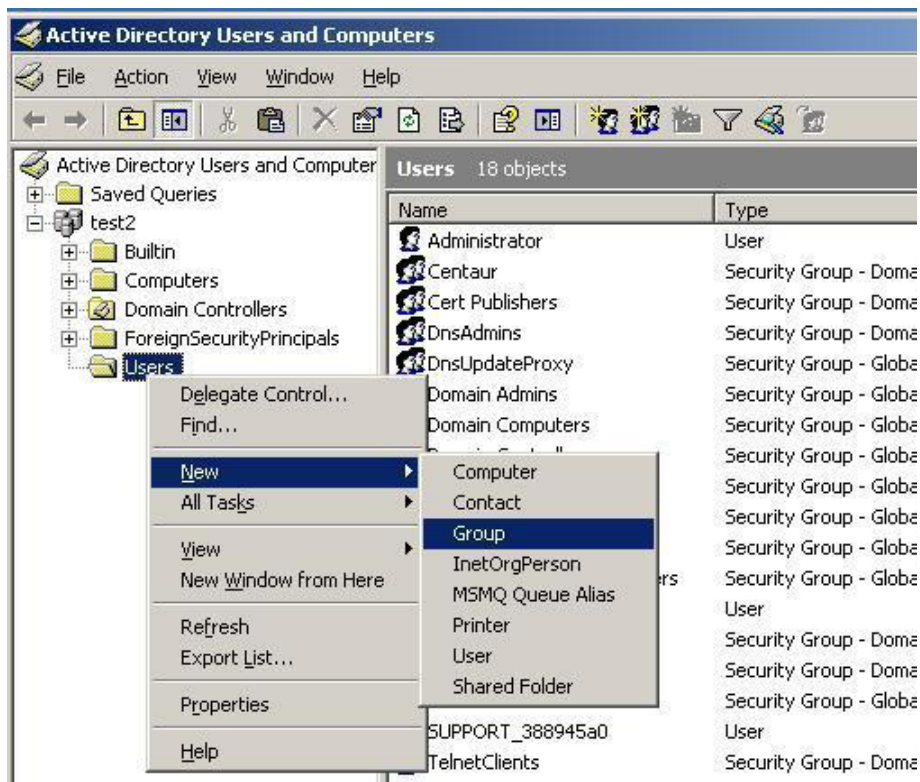 Active Directory Users and Computers
File Action View Window Help
Active Directory Users and Computer
Saved Queries
test2
Builtin
Computers
Domain Controllers
ForeignSecurityPrincipals
Users
Users 18 objects
Name Type
Administrator User
Centaur Security Group - Doma
Cert Publishers Security Group - Doma
DnsAdmins Security Group - Doma
DnsUpdateProxy Security Group - Globa
Domain Admins Security Group - Globa
Domain Computers Security Group - Globa
Security Group - Globa
Security Group - Globa
Security Group - Globa
Security Group - Globa
rs Security Group - Globa
User
Security Group - Doma
Security Group - Doma
Security Group - Globa
SUPPORT_388945a0 User
TelnetClients Security Group - Doma
Delegate Control...
Find...
New
All Tasks
View
New Window from Here
Refresh
Export List...
Properties
Help
Computer
Contact
Group
InetOrgPerson
MSMQ Queue Alias
Printer
User
Shared Folder